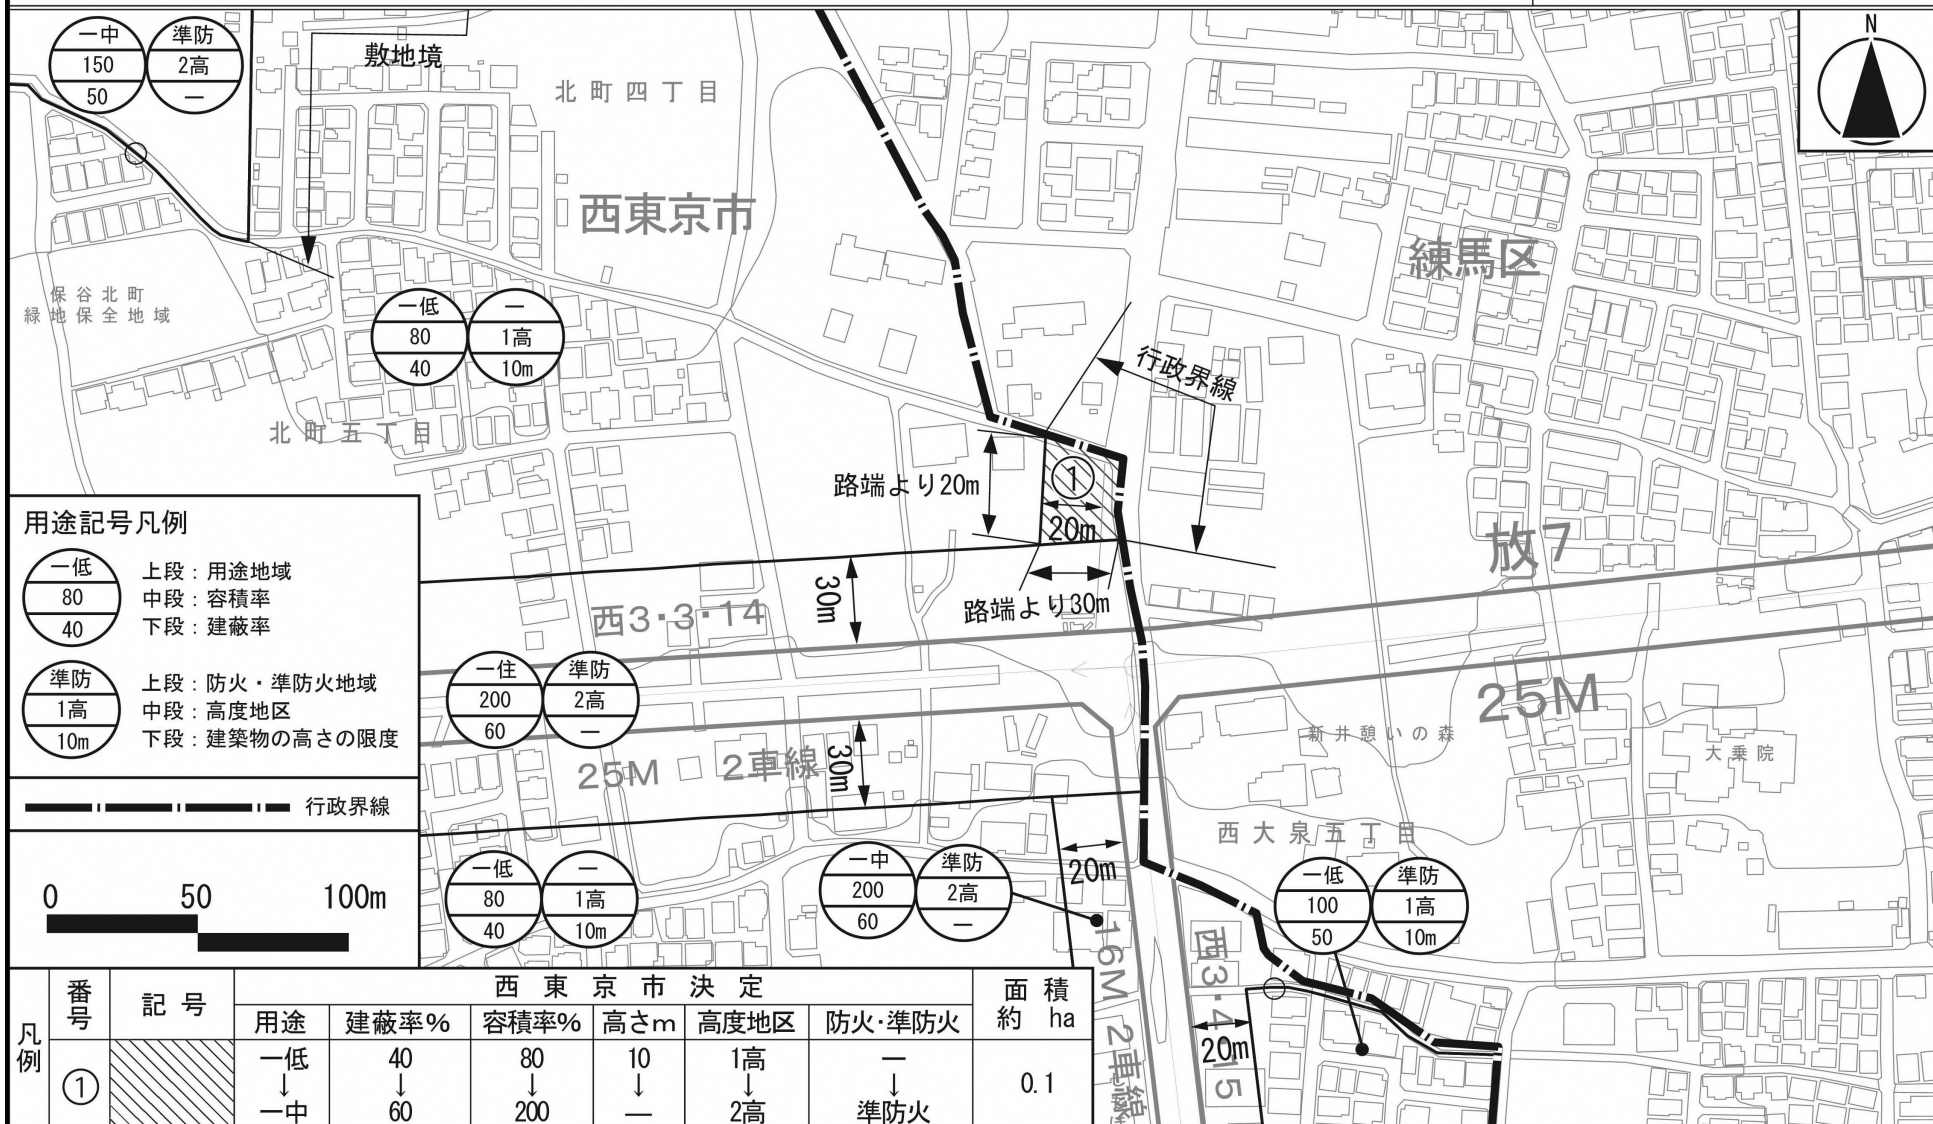 一中
150
50
準防
2高
—
敷地境
北町四丁目
N
西東京市
練馬区
保谷北町
緑地保全地域
一低
80
40
—
1高
10m
行政界線
北町五丁目
①
路端より20m
20m
路端より30m
30m
放7
西3・3・14
一住
200
60
準防
2高
—
25M 2車線
30m
25M
新井憩いの森
大乗院
西大泉五丁目
一低
80
40
—
1高
10m
一中
200
60
準防
2高
—
20m
一低
100
50
準防
1高
10m
16M 2車線
西3・4・15
20m
用途記号凡例
一低
80
40
上段：用途地域
中段：容積率
下段：建蔽率
準防
1高
10m
上段：防火・準防火地域
中段：高度地区
下段：建築物の高さの限度
行政界線
0 50 100m
凡例
番号 記号 西東京市決定 面積 約 ha
用途 建蔽率% 容積率% 高さm 高度地区 防火・準防火
① 一低 40 80 10 1高 — 0.1
↓ ↓ ↓ ↓ ↓ ↓
一中 60 200 — 2高 準防火